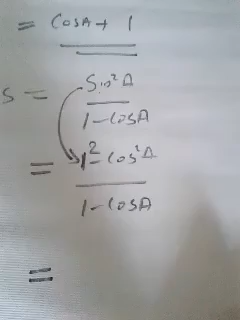 = CosA + 1
S = Sin²A
1 - CosA
= 1² - Cos²A
1 - CosA
=